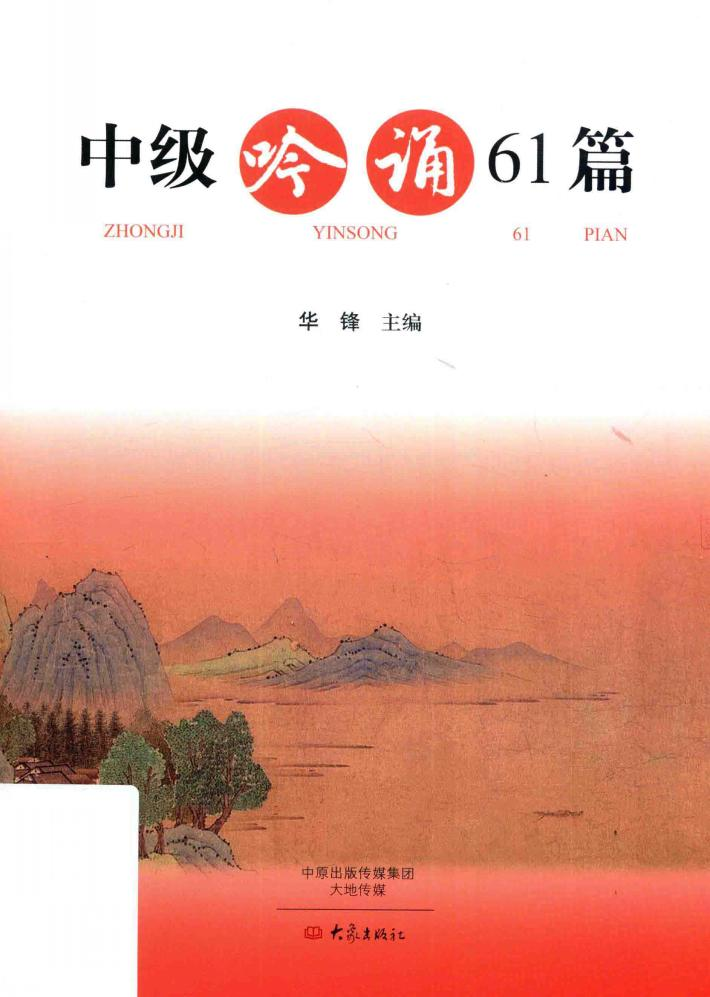 中级吟诵61篇
ZHONGJI YINSONG 61 PIAN
华锋 主编
中原出版传媒集团
大地传媒
大象出版社